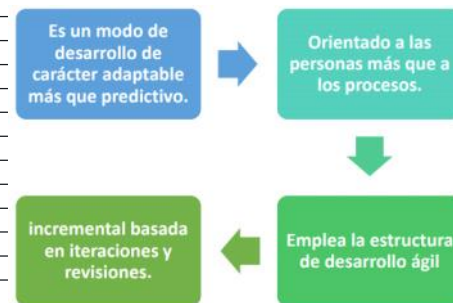 Es un modo de
desarrollo de
carácter adaptable
más que predictivo.
Orientado a las
personas más que a
los procesos.
Emplea la estructura
de desarrollo ágil
incremental basada
en iteraciones y
revisiones.